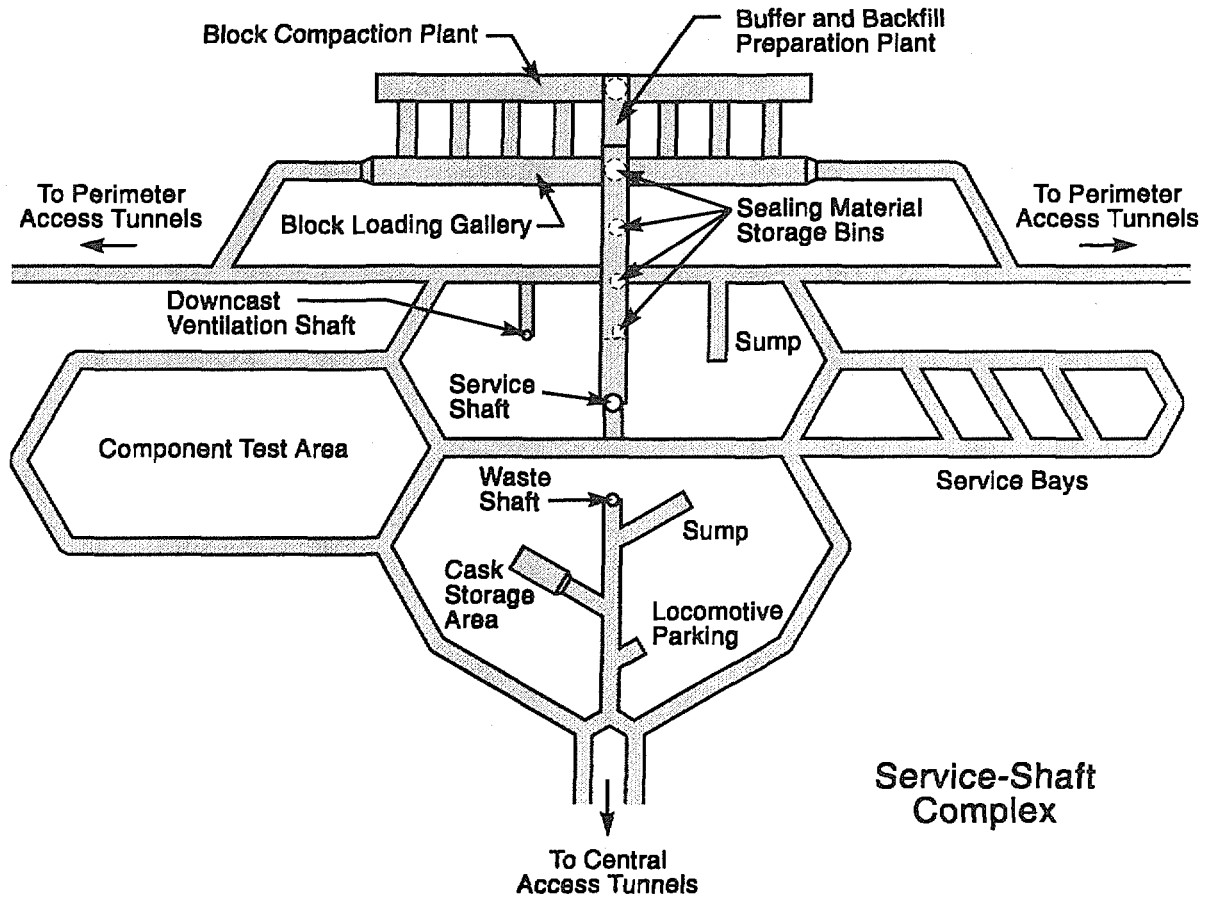 Block Compaction Plant
Buffer and Backfill
Preparation Plant
To Perimeter
Access Tunnels
Block Loading Gallery
Sealing Material
Storage Bins
To Perimeter
Access Tunnels
Downcast
Ventilation Shaft
Sump
Service
Shaft
Component Test Area
Waste
Shaft
Service Bays
Sump
Cask
Storage
Area
Locomotive
Parking
Service-Shaft
Complex
To Central
Access Tunnels